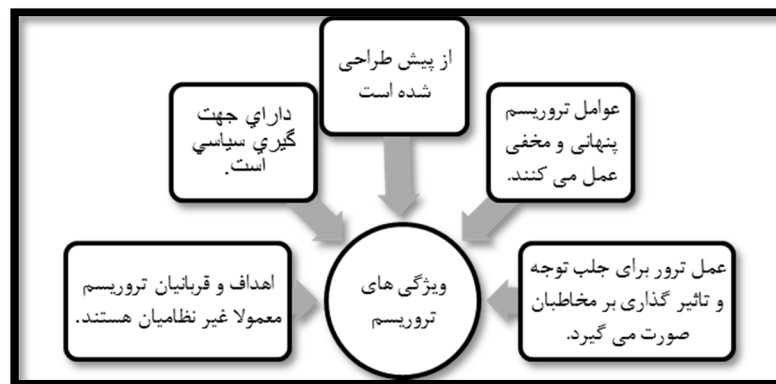 از پیش طراحی
شده است
عوامل تروریسم
پنهانی و مخفی
عمل می کنند.
داراي جهت
گيري سياسي
است.
عمل ترور برای جلب توجه
و تاثیر گذاری بر مخاطبان
صورت می گیرد.
ویژگی های
تروریسم
اهداف و قربانیان تروریسم
معمولا غیر نظامیان هستند.